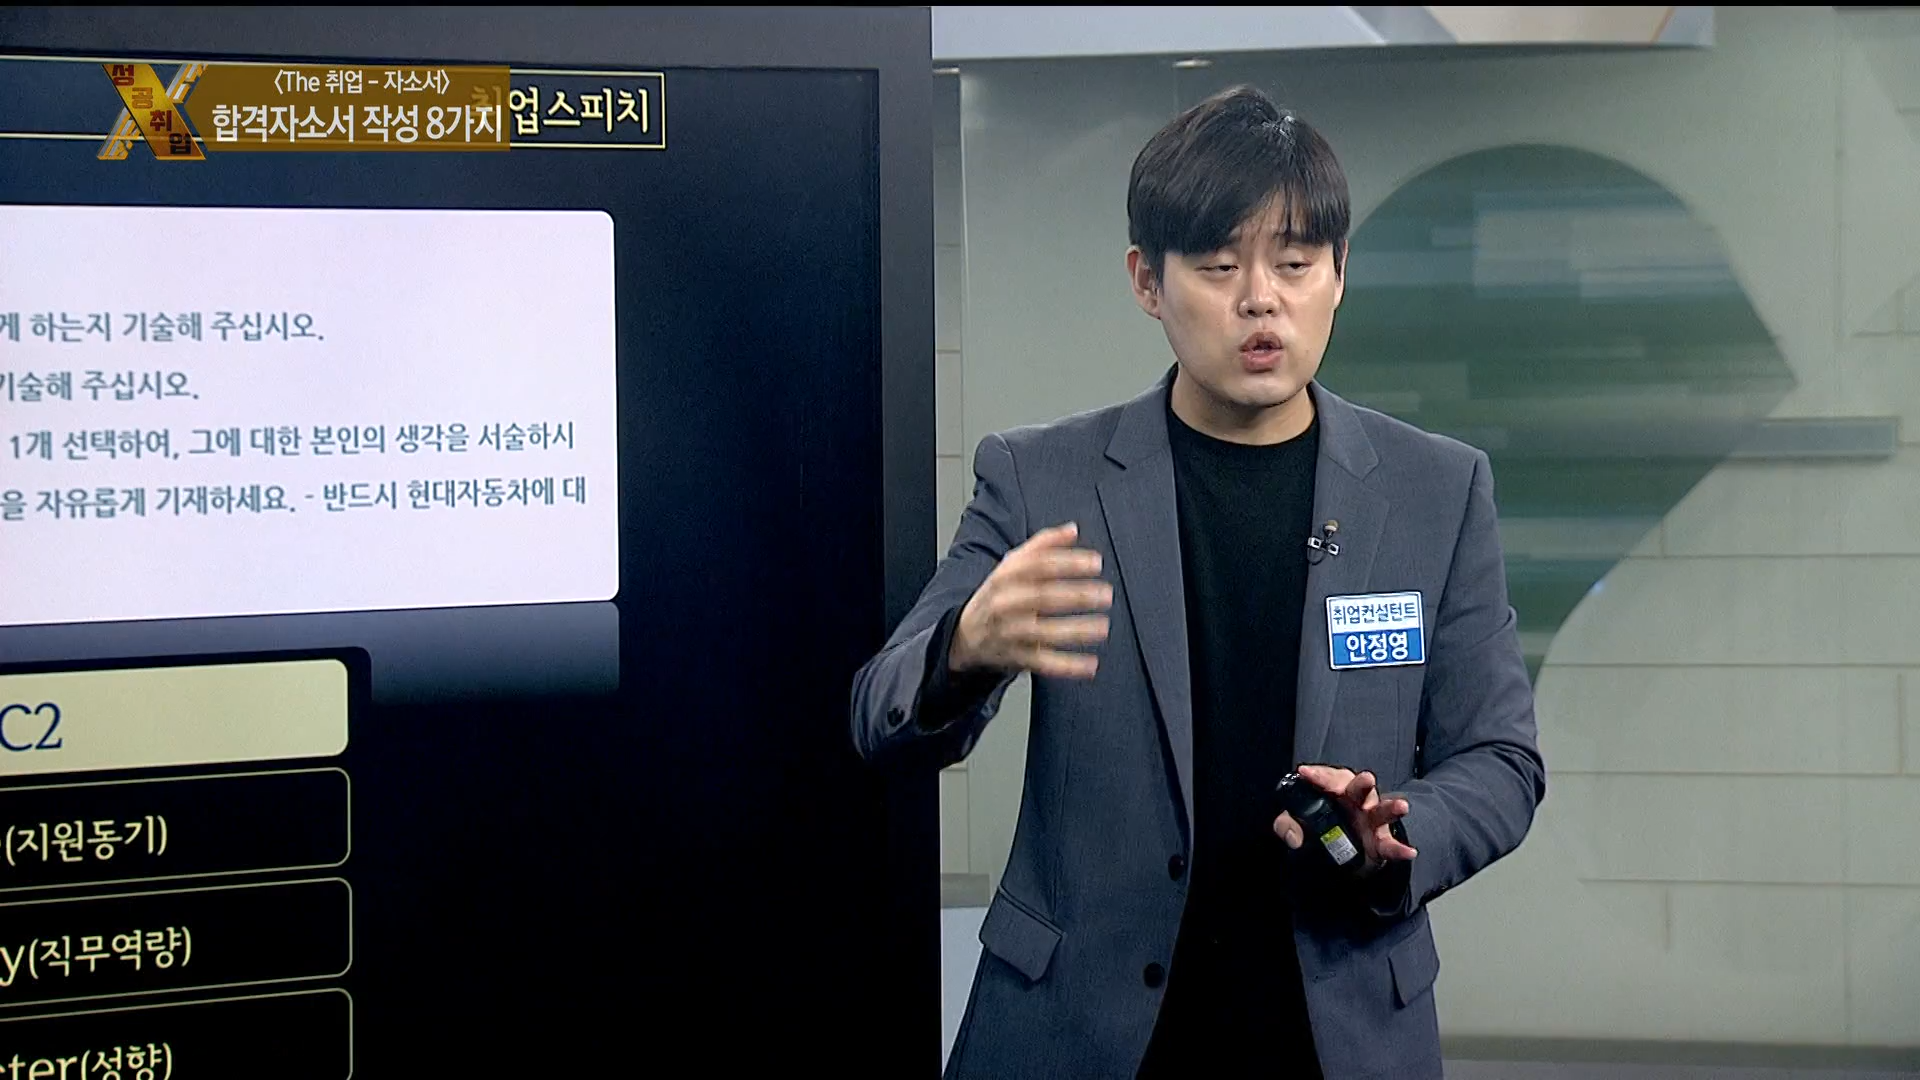 성공취업
〈The 취업 – 자소서〉
합격자소서 작성 8가지
취업스피치
게 하는지 기술해 주십시오.
기술해 주십시오.
1개 선택하여, 그에 대한 본인의 생각을 서술하시
을 자유롭게 기재하세요. - 반드시 현대자동차에 대
C2
(지원동기)
y(직무역량)
cter(성향)
취업컨설턴트
안정영